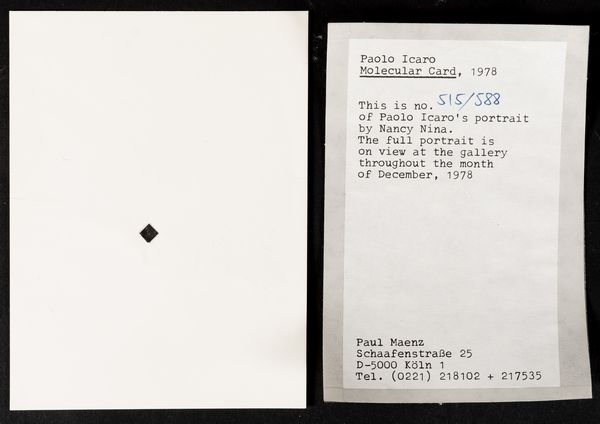 Paolo Icaro
Molecular Card, 1978
This is no. 515/588
of Paolo Icaro's portrait
by Nancy Nina.
The full portrait is
on view at the gallery
throughout the month
of December, 1978
Paul Maenz
Schaafenstraße 25
D-5000 Köln 1
Tel. (0221) 218102 + 217535